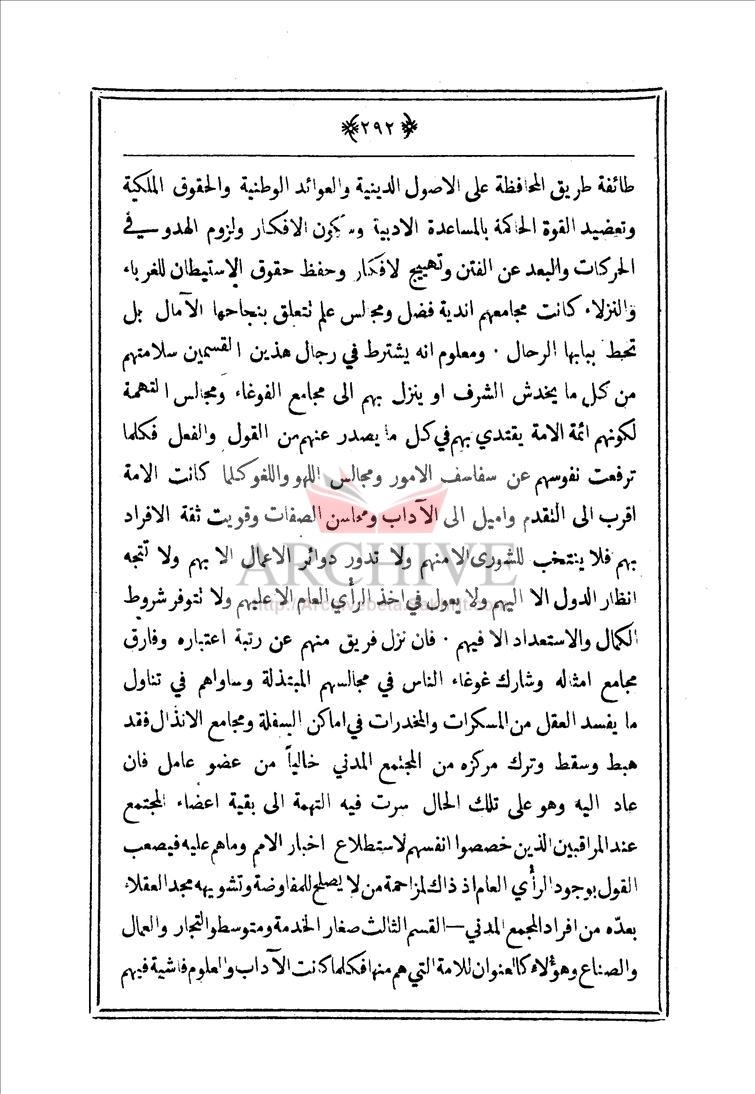 ﴿٢٩٢﴾
طائفة طريق المحافظة على الاصول الدينية والعوائد الوطنية والحقوق الملكية
وتعضيد القوة الحاكمة بالمساعدة الادبية وسكون الافكار ولزوم الهدو في
الحركات والبعد عن الفتن وتهييج لافكار وحفظ حقوق الاستيطان للغرباء
والنزلاء كانت مجامعهم اندية فضل ومجالس علم نتعلق بنجاحها الآمال بل
تحط ببابها الرحال · ومعلوم انه يشترط في رجال هذين القسمين سلامتهم
من كل ما يخدش الشرف او ينزل بهم الى مجامع الغوغاء ومجالس التهمة
لكونهم ائمة الامة يقتدي بهم في كل ما يصدر عنهم من القول والفعل فكلما
ترفعت نفوسهم عن سفاسف الامور ومجالس اللهو واللغو كلما كانت الامة
اقرب الى التقدم واميل الى الآداب ومحاسن الصفات وقويت ثقة الافراد
بهم فلا ينتخب للشورى الا منهم ولا تدور دوائر الاعمال الا بهم ولا تتجه
انظار الدول الا اليهم ولا يعول في اخذ الرأي العام الا عليهم ولا نتوفر شروط
الكمال والاستعداد الا فيهم · فان نزل فريق منهم عن رتبة اعتباره وفارق
مجامع امثاله وشارك غوغاء الناس في مجالسهم المبتذلة وساواهم في تناول
ما يفسد العقل من المسكرات والمخدرات في اماكن السفلة ومجامع الانذال فقد
هبط وسقط وترك مركزه من المجتمع المدني خالياً من عضو عامل فان
عاد اليه وهو على تلك الحال سرت فيه التهمة الى بقية اعضاء المجتمع
عند المراقبين الذين خصصوا انفسهم لاستطلاع اخبار الامم وماهم عليه فيصعب
القول بوجود الرأي العام اذ ذاك لمزاحمة من لا يصلح للمفاوضة وتشويهه مجد العقلاء
بعدّه من افراد المجمع المدني — القسم الثالث صغار الخدمة ومتوسطو التجار والعمال
والصناع وهؤلاء كالعنوان للامة التي هم منها فكلما كانت الآداب والعلوم فاشية فيهم
ARCHIVE